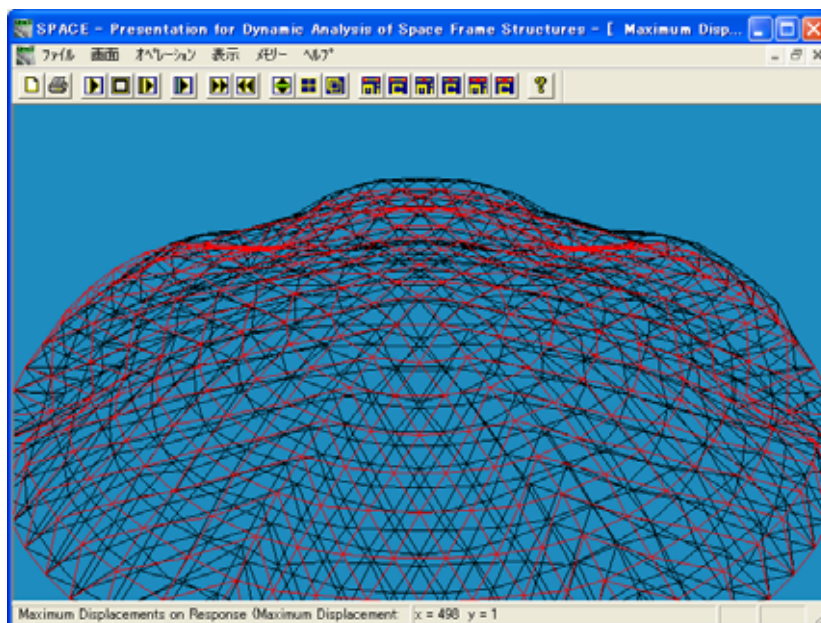 SPACE - Presentation for Dynamic Analysis of Space Frame Structures - [ Maximum Disp...
ファイル 画面 オペレーション 表示 メモリー ヘルプ
Maximum Displacements on Response (Maximum Displacement x = 498 y = 1